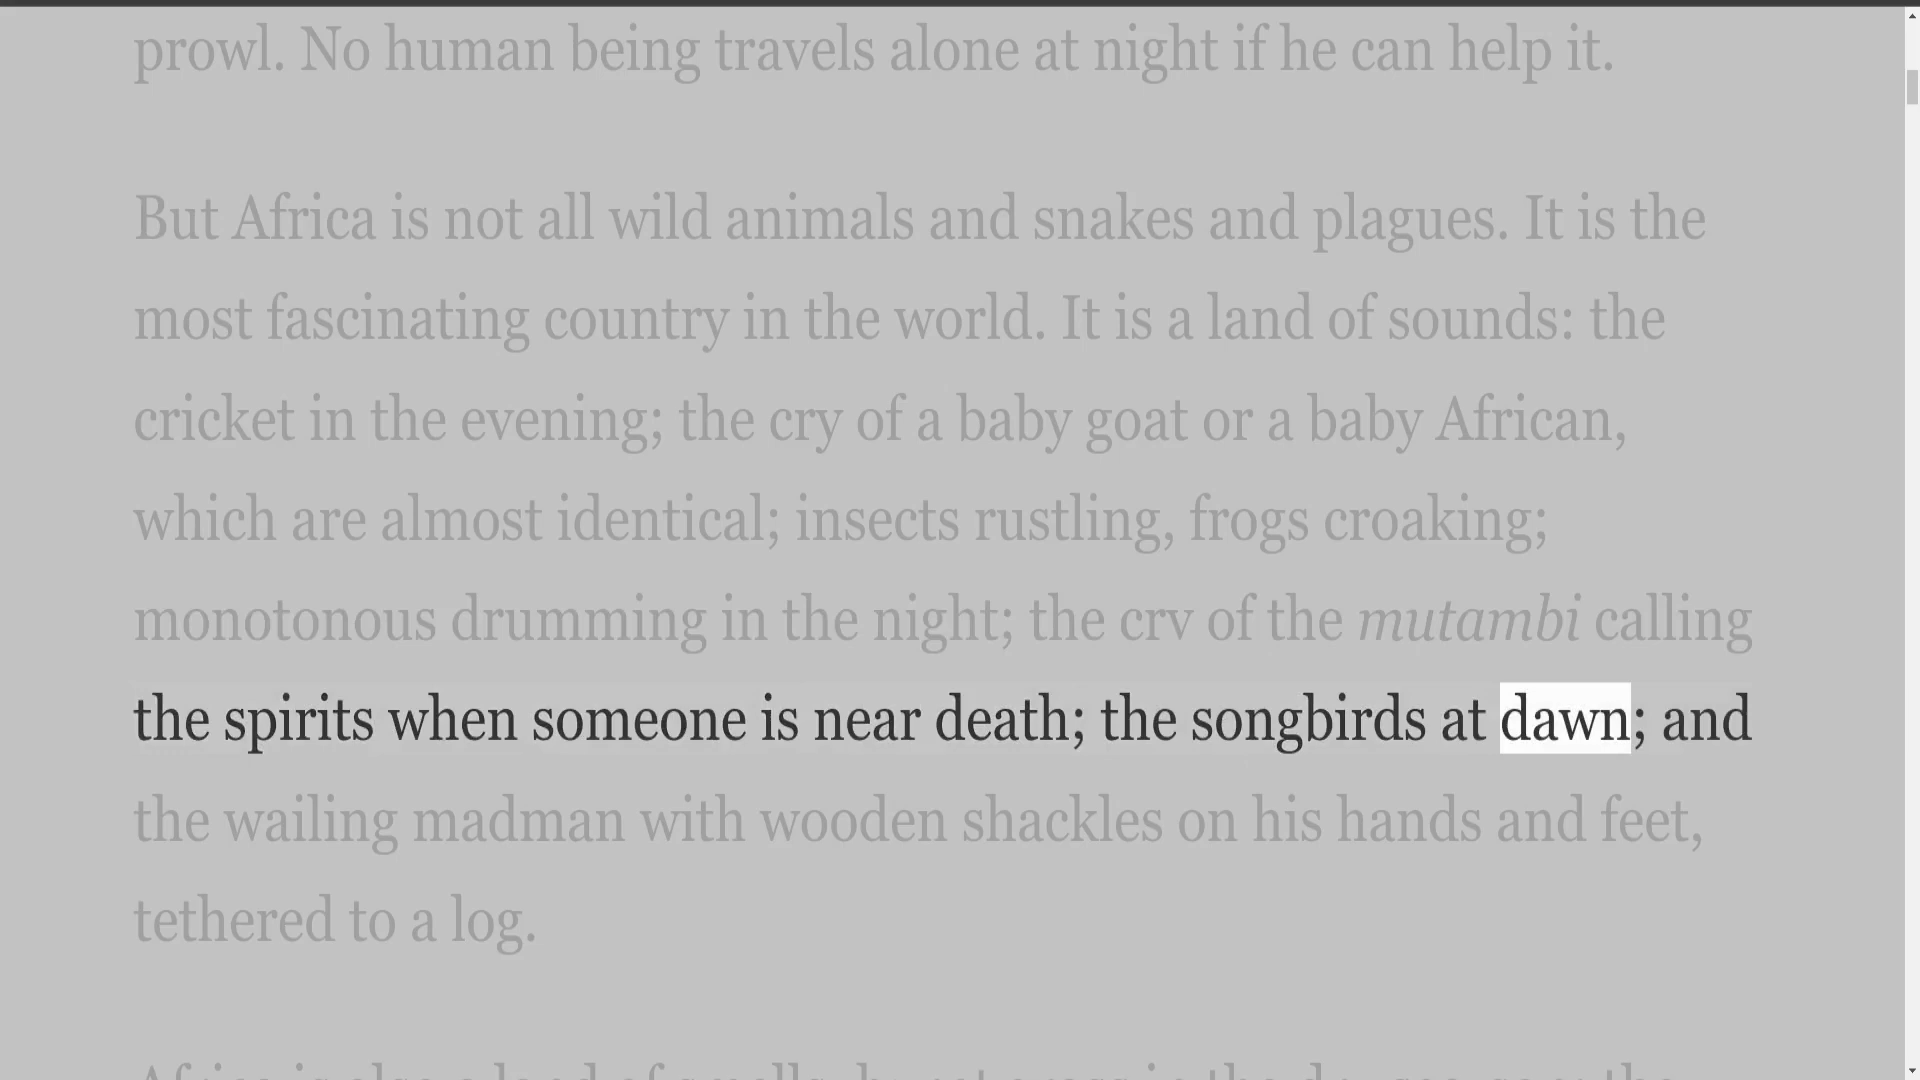 prowl. No human being travels alone at night if he can help it.
But Africa is not all wild animals and snakes and plagues. It is the
most fascinating country in the world. It is a land of sounds: the
cricket in the evening; the cry of a baby goat or a baby African,
which are almost identical; insects rustling, frogs croaking;
monotonous drumming in the night; the crv of the mutambi calling
the spirits when someone is near death; the songbirds at dawn; and
the wailing madman with wooden shackles on his hands and feet,
tethered to a log.